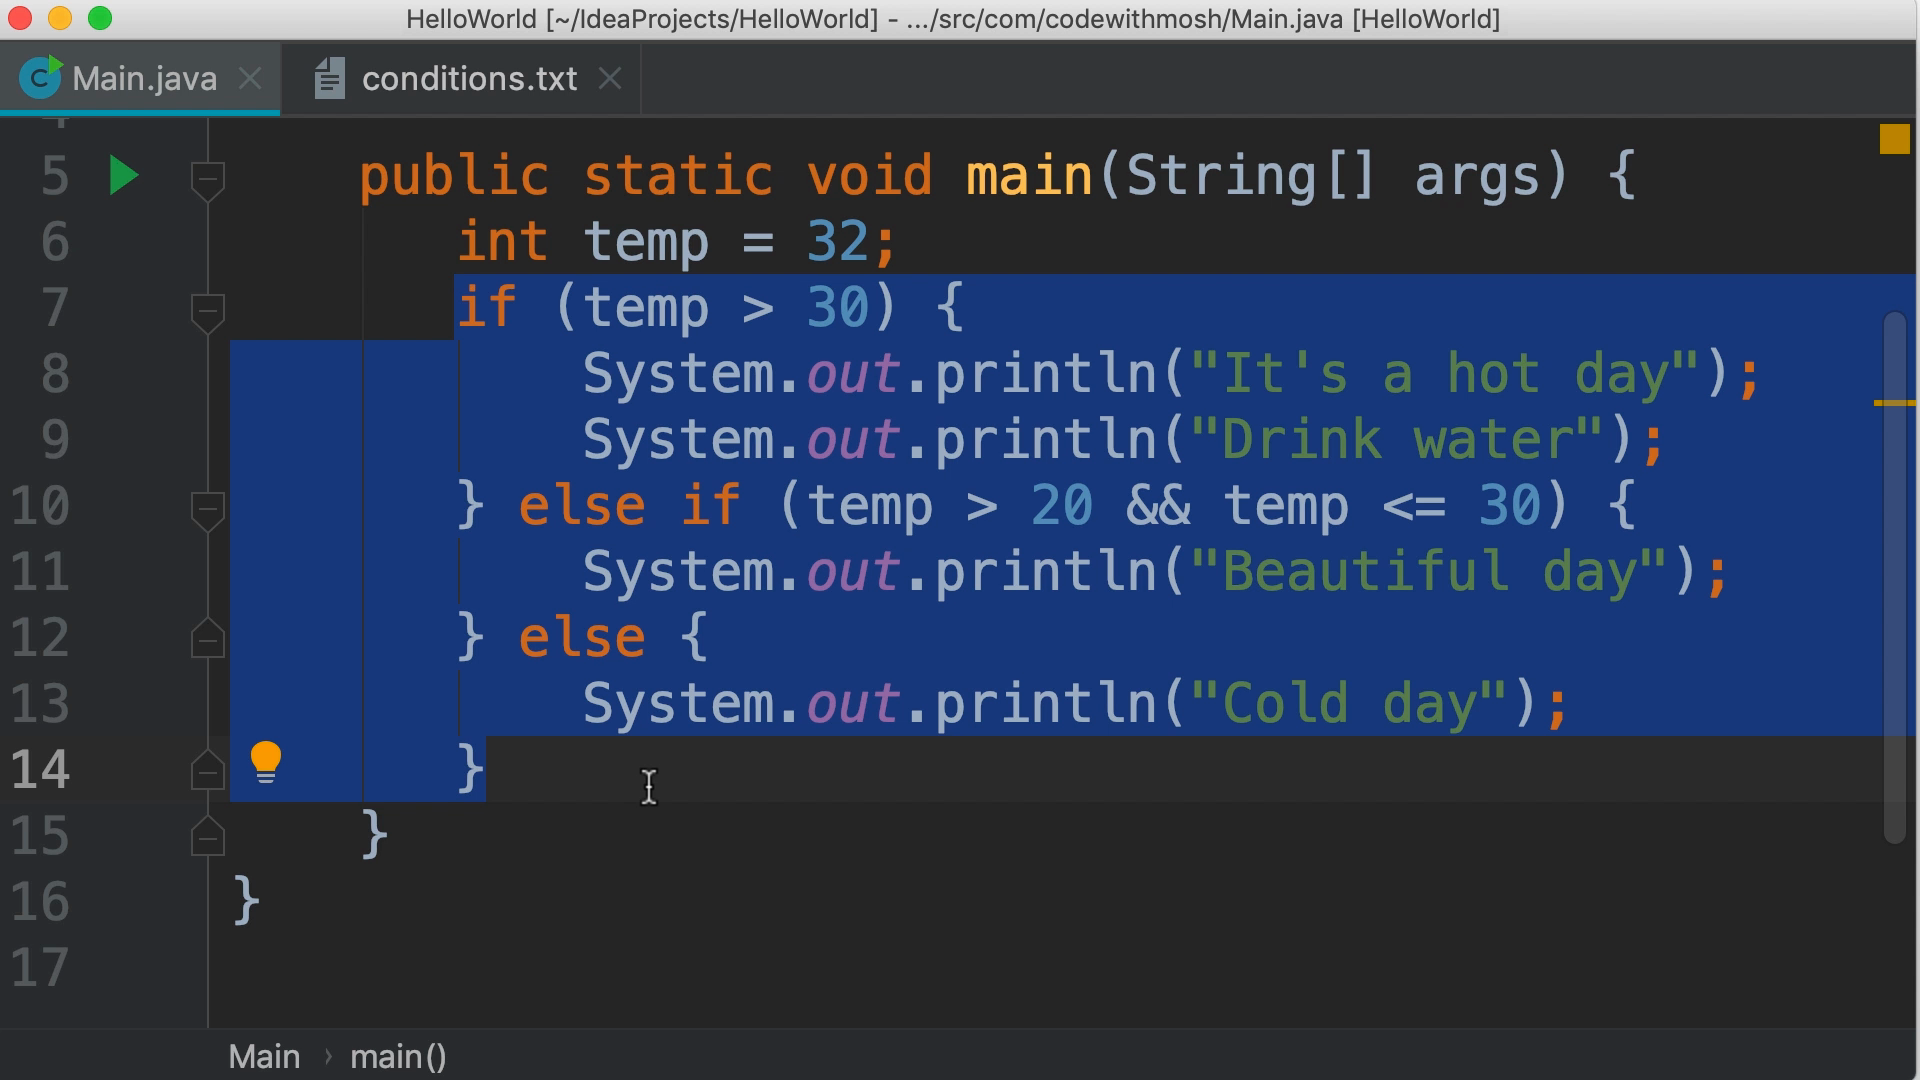 HelloWorld [~/IdeaProjects/HelloWorld] - .../src/com/codewithmosh/Main.java [HelloWorld]
Main.java conditions.txt
5 public static void main(String[] args) {
6 int temp = 32;
7 if (temp > 30) {
8 System.out.println("It's a hot day");
9 System.out.println("Drink water");
10 } else if (temp > 20 && temp <= 30) {
11 System.out.println("Beautiful day");
12 } else {
13 System.out.println("Cold day");
14 }
15 }
16 }
17
Main › main()